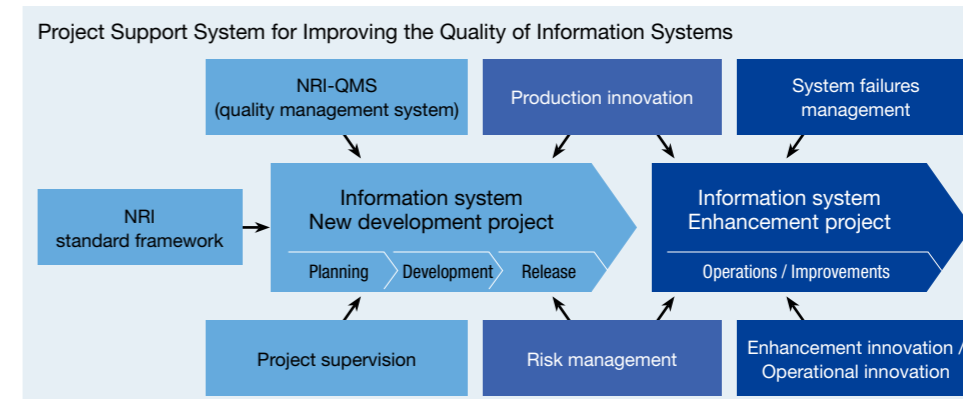 Project Support System for Improving the Quality of Information Systems
NRI-QMS
(quality management system)
Production innovation
System failures
management
NRI
standard framework
Information system
New development project
Planning
Development
Release
Information system
Enhancement project
Operations / Improvements
Project supervision
Risk management
Enhancement innovation /
Operational innovation